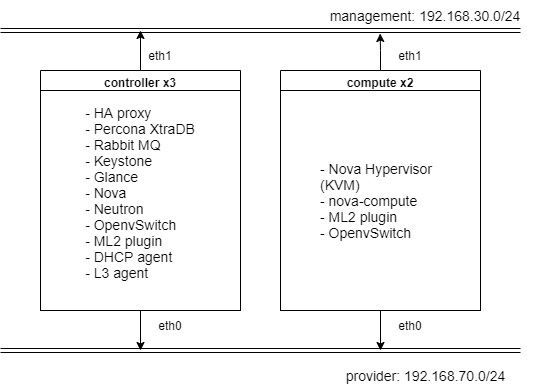 management: 192.168.30.0/24
eth1
eth1
controller x3
- HA proxy
- Percona XtraDB
- Rabbit MQ
- Keystone
- Glance
- Nova
- Neutron
- OpenvSwitch
- ML2 plugin
- DHCP agent
- L3 agent
compute x2
- Nova Hypervisor
(KVM)
- nova-compute
- ML2 plugin
- OpenvSwitch
eth0
eth0
provider: 192.168.70.0/24